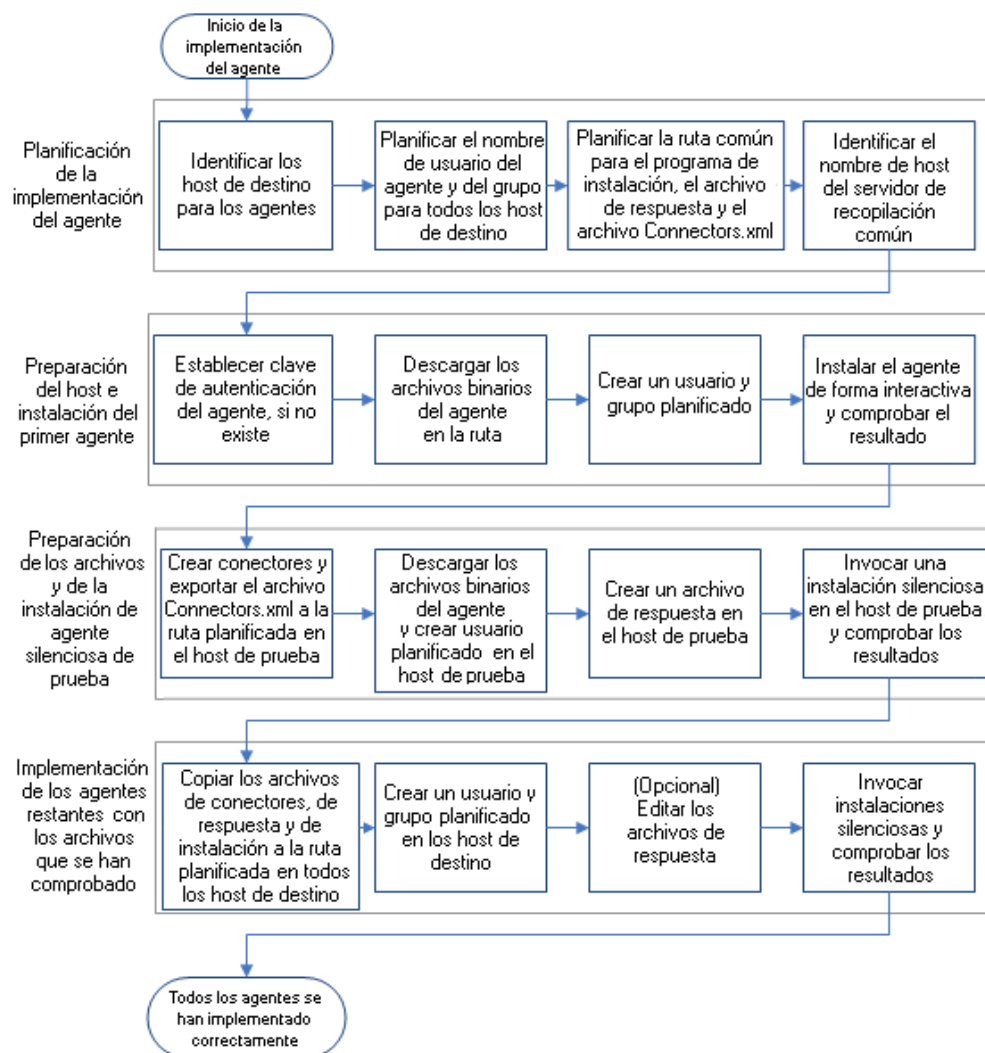 Inicio de la
implementación
del agente
Planificación
de la
implementación
del agente
Identificar los
host de destino
para los agentes
Planificar el nombre
de usuario del
agente y del grupo
para todos los host
de destino
Planificar la ruta común
para el programa de
instalación, el archivo
de respuesta y el
archivo Connectors.xml
Identificar el
nombre de host
del servidor de
recopilación
común
Preparación
del host e
instalación del
primer agente
Establecer clave
de autenticación
del agente, si no
existe
Descargar los
archivos binarios
del agente
en la ruta
Crear un usuario y
grupo planificado
Instalar el agente
de forma interactiva
y comprobar el
resultado
Preparación
de los archivos
y de la
instalación de
agente
silenciosa de
prueba
Crear conectores y
exportar el archivo
Connectors.xml a la
ruta planificada en
el host de prueba
Descargar los
archivos binarios
del agente
y crear usuario
planificado en el
host de prueba
Crear un archivo
de respuesta en
el host de prueba
Invocar una
instalación silenciosa
en el host de prueba
y comprobar los
resultados
Implementación
de los agentes
restantes con
los archivos
que se han
comprobado
Copiar los archivos
de conectores, de
respuesta y de
instalación a la ruta
planificada en todos
los host de destino
Crear un usuario y
grupo planificado
en los host de
destino
(Opcional)
Editar los
archivos de
respuesta
Invocar
instalaciones
silenciosas y
comprobar los
resultados
Todos los agentes se
han implementado
correctamente